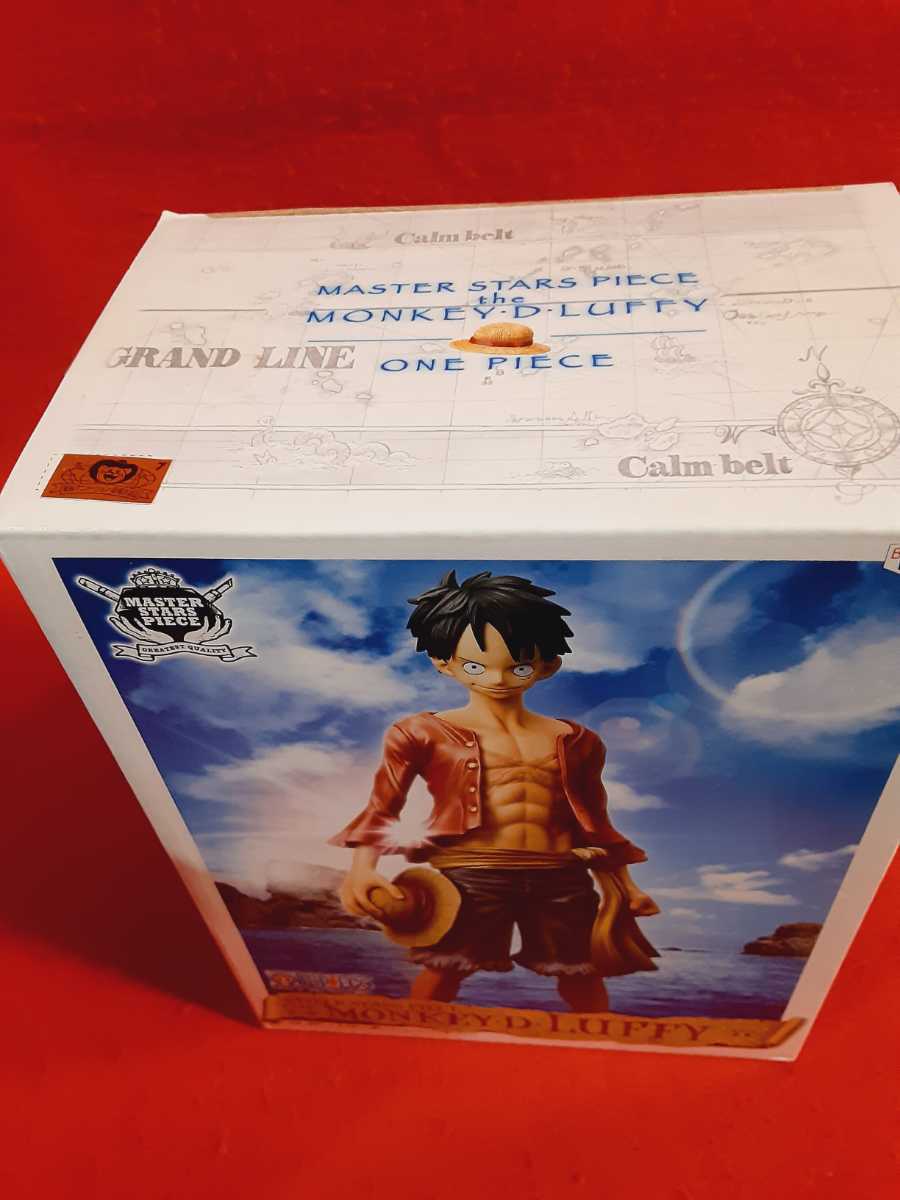 Calm belt
MASTER STARS PIECE
the
MONKEY·D·LUFFY
GRAND LINE
ONE PIECE
N
W
Calm belt
7
MASTER
STARS
PIECE
GREATEST QUALITY
MONKEY·D·LUFFY